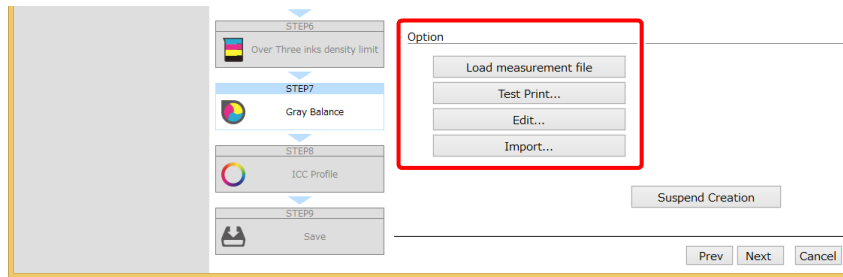 STEP6
Over Three inks density limit
STEP7
Gray Balance
STEP8
ICC Profile
STEP9
Save
Option
Load measurement file
Test Print...
Edit...
Import...
Suspend Creation
Prev Next Cancel